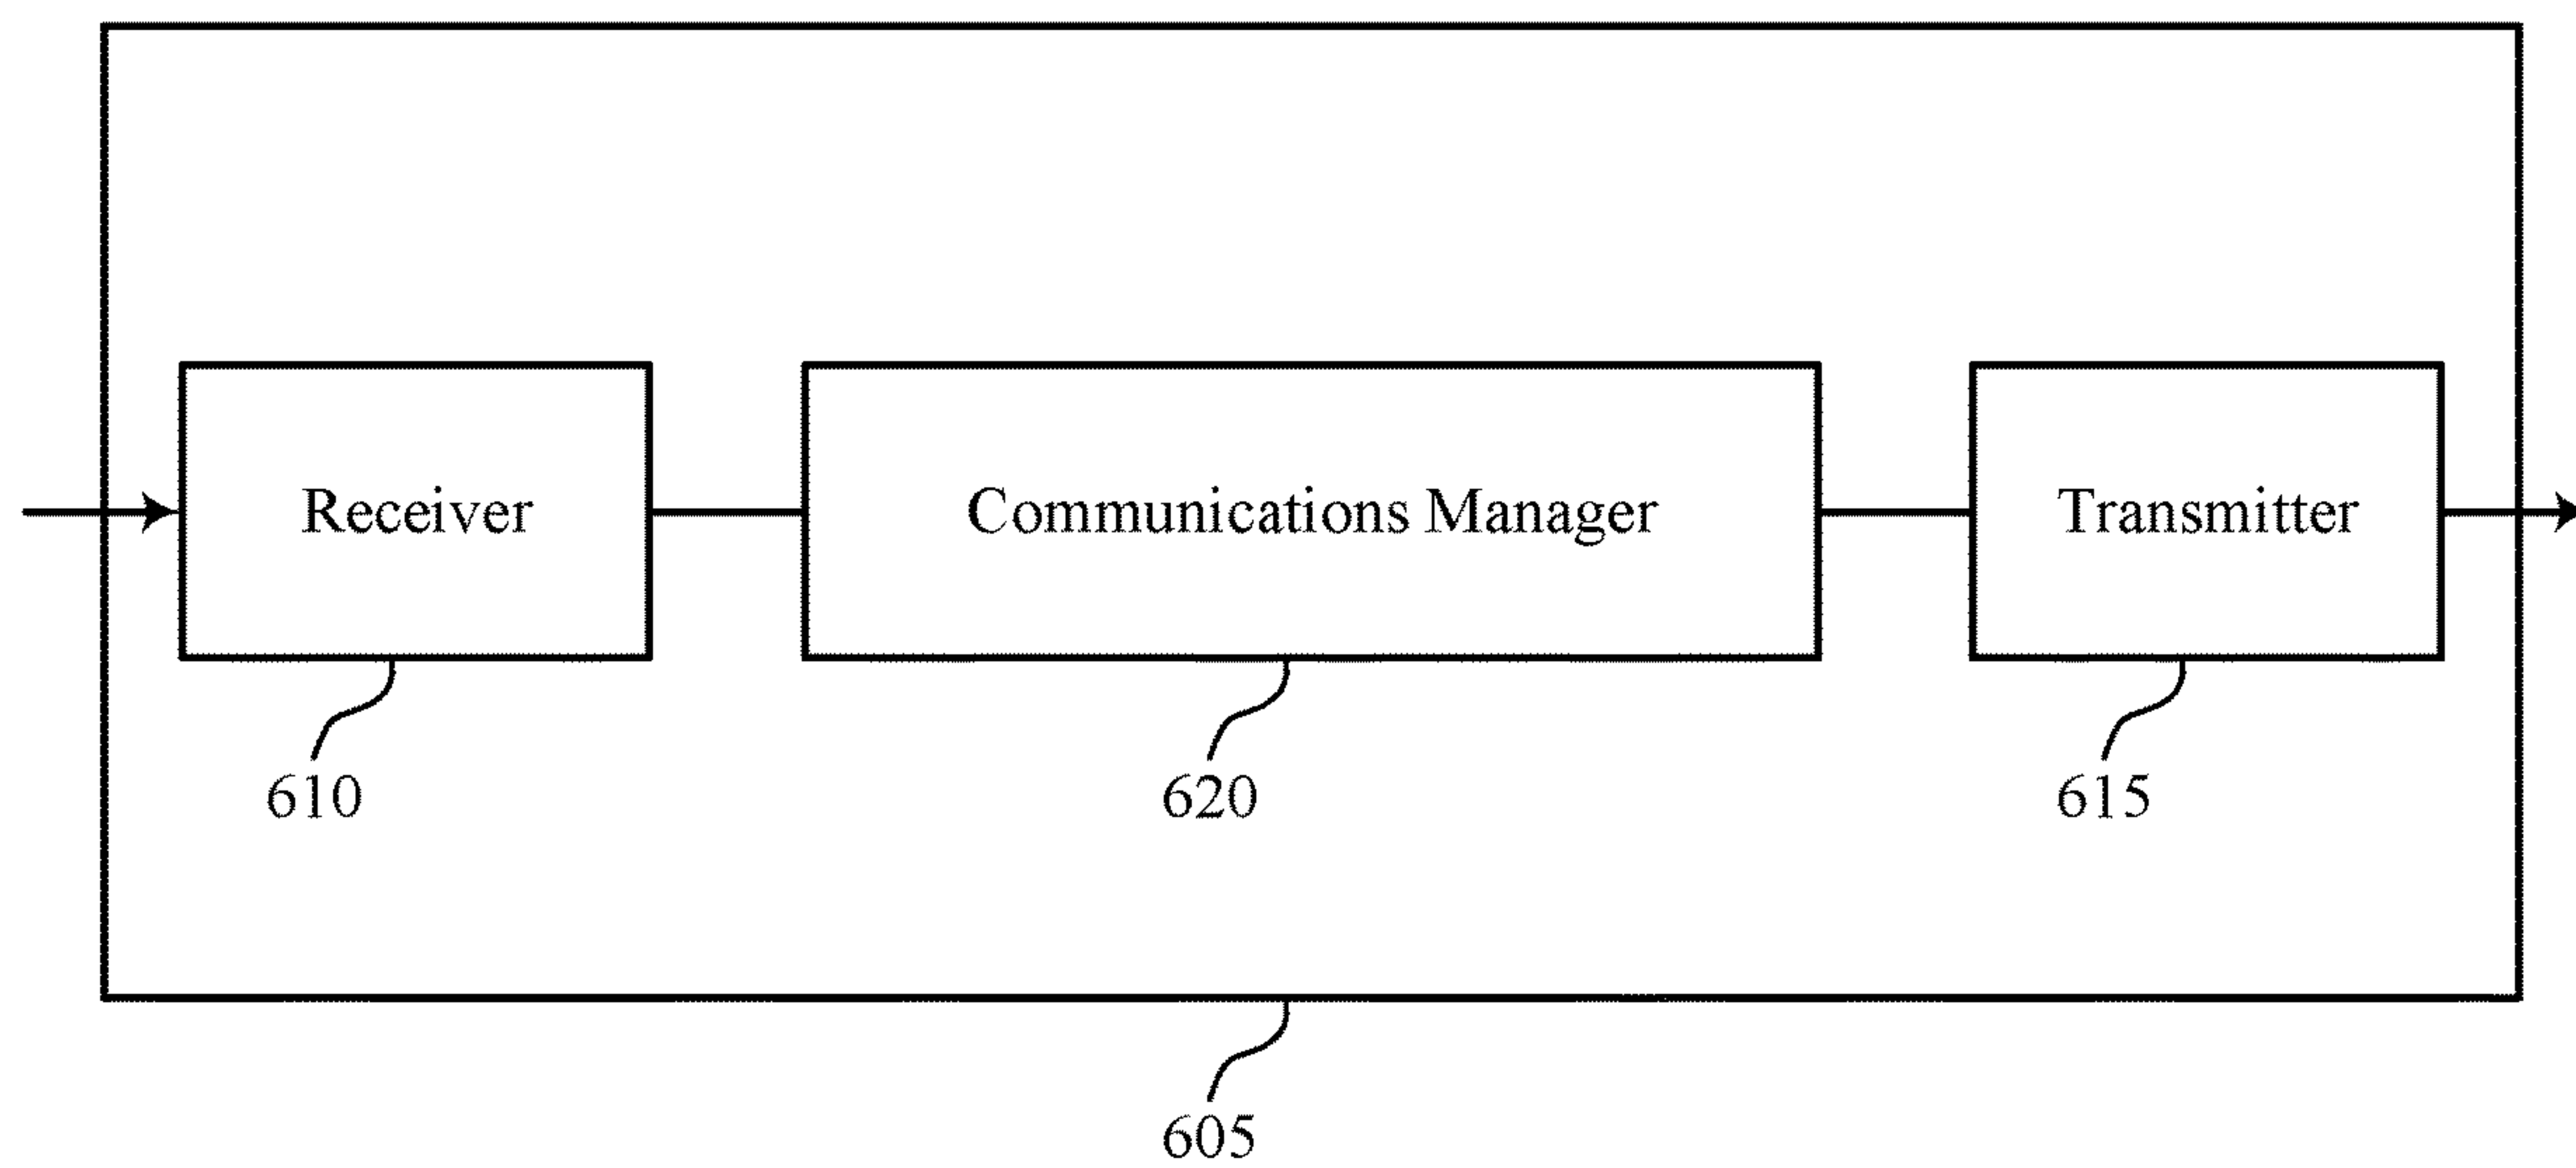 Receiver
Communications Manager
Transmitter
610
620
615
605